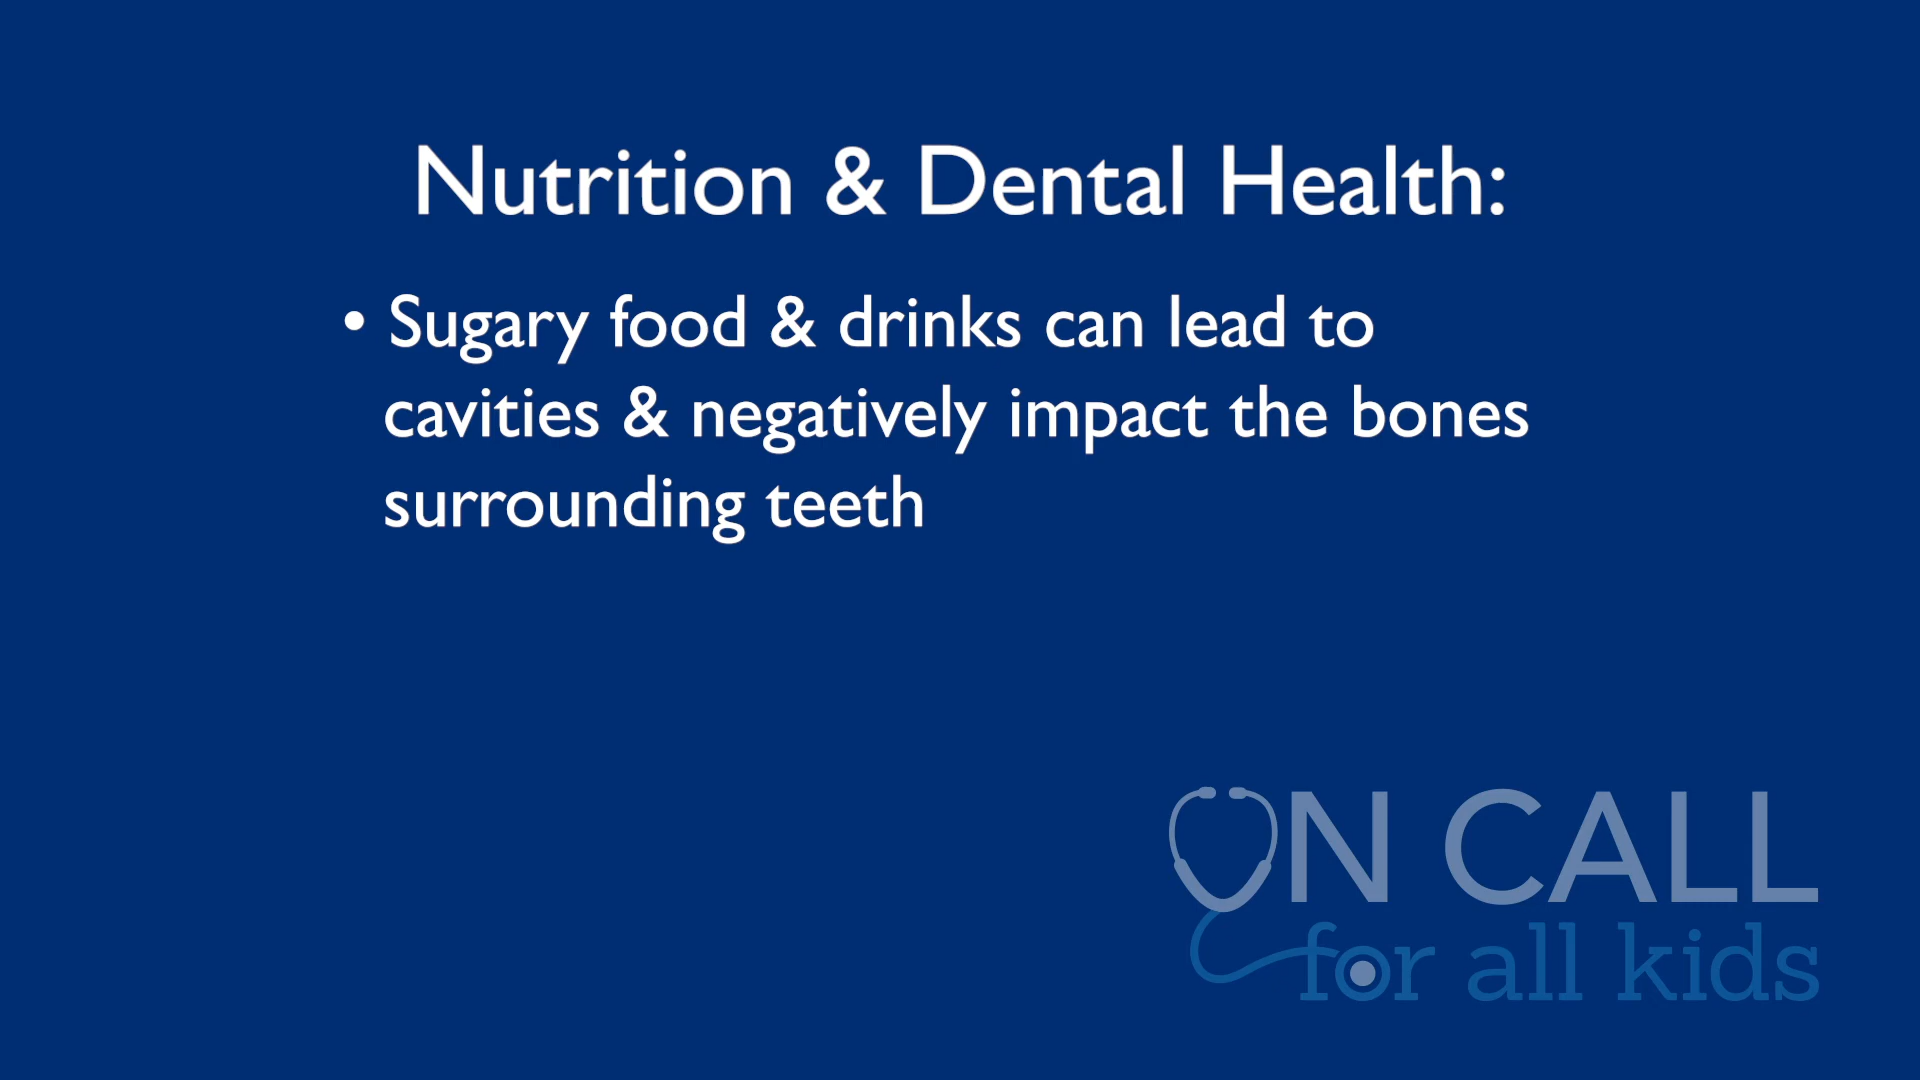 Nutrition & Dental Health:
• Sugary food & drinks can lead to
cavities & negatively impact the bones
surrounding teeth
ON CALL
for all kids